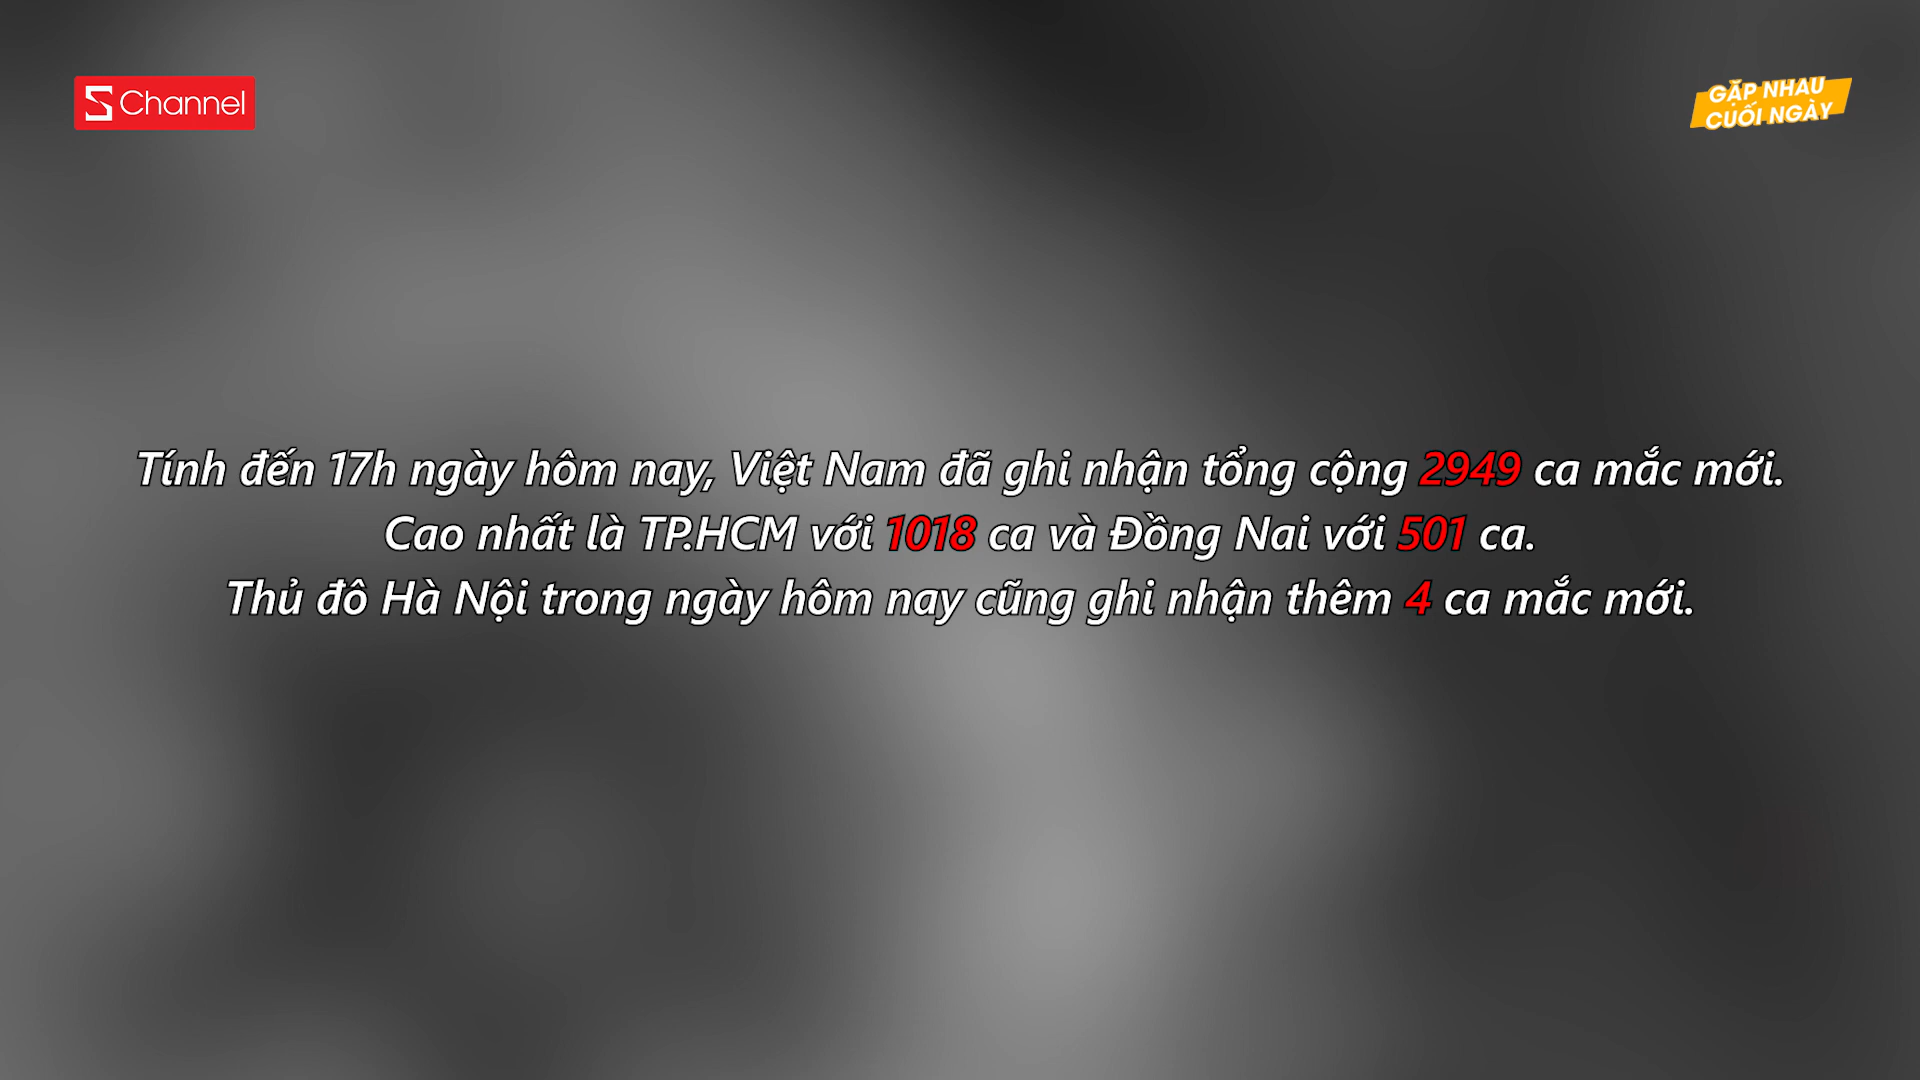 S Channel
GẶP NHAU
CUỐI NGÀY
Tính đến 17h ngày hôm nay, Việt Nam đã ghi nhận tổng cộng 2949 ca mắc mới.
Cao nhất là TP.HCM với 1018 ca và Đồng Nai với 501 ca.
Thủ đô Hà Nội trong ngày hôm nay cũng ghi nhận thêm 4 ca mắc mới.